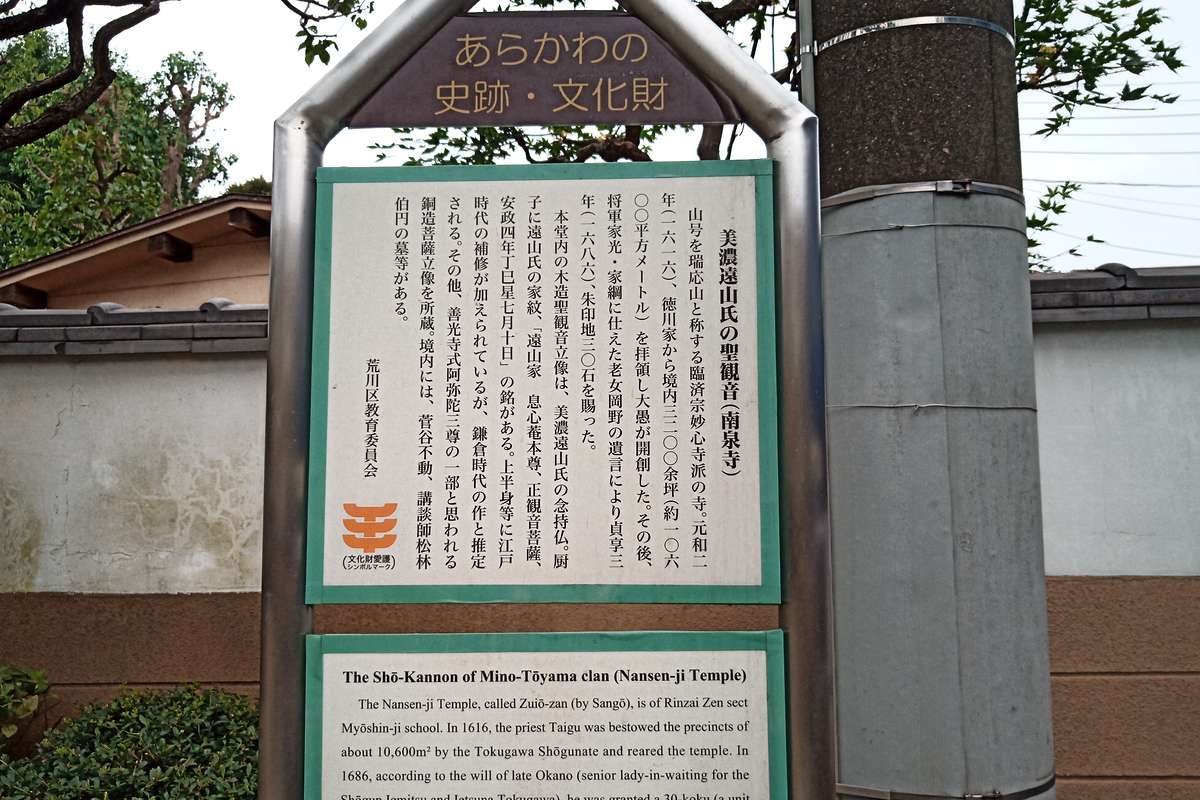 あらかわの
史跡・文化財
美濃遠山氏の聖観音(南泉寺)
山号を瑞応山と称する臨済宗妙心寺派の寺。元和二
年(一六一六)、徳川家から境内三二〇〇余坪(約一〇六
〇〇平方メートル)を拝領し大愚が開創した。その後、
将軍家光・家綱に仕えた老女岡野の遺言により貞享三
年(一六八六)、朱印地三〇石を賜った。
本堂内の木造聖観音立像は、美濃遠山氏の念持仏。厨
子に遠山氏の家紋、「遠山家　息心菴本尊、正観音菩薩、
安政四年丁巳星七月十日」の銘がある。上半身等に江戸
時代の補修が加えられているが、鎌倉時代の作と推定
される。その他、善光寺式阿弥陀三尊の一部と思われる
銅造菩薩立像を所蔵。境内には、菅谷不動、講談師松林
伯円の墓等がある。
荒川区教育委員会
(文化財愛護
シンボルマーク)
The Shō-Kannon of Mino-Tōyama clan (Nansen-ji Temple)
The Nansen-ji Temple, called Zuiō-zan (by Sangō), is of Rinzai Zen sect
Myōshin-ji school. In 1616, the priest Taigu was bestowed the precincts of
about 10,600m² by the Tokugawa Shōgunate and reared the temple. In
1686, according to the will of late Okano (senior lady-in-waiting for the
Shōgun Iemitsu and Ietsuna Tokugawa), he was granted a 30-koku (a unit